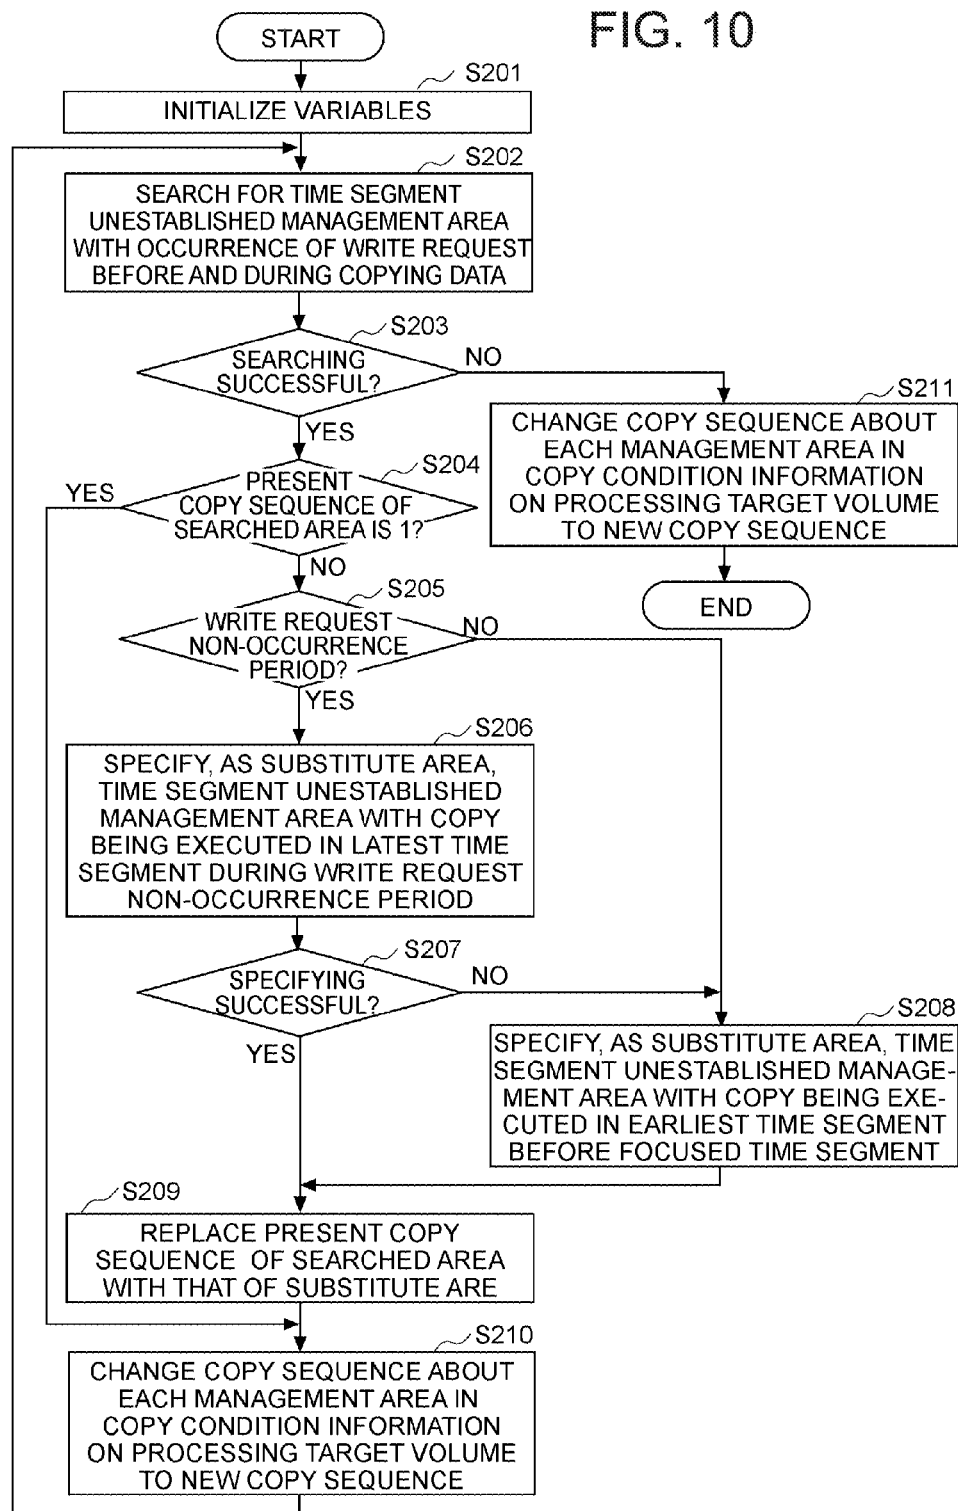 FIG. 10
START
S201
INITIALIZE VARIABLES
S202
SEARCH FOR TIME SEGMENT
UNESTABLISHED MANAGEMENT AREA
WITH OCCURRENCE OF WRITE REQUEST
BEFORE AND DURING COPYING DATA
S203
SEARCHING
SUCCESSFUL?
NO
YES
S211
CHANGE COPY SEQUENCE ABOUT
EACH MANAGEMENT AREA IN
COPY CONDITION INFORMATION
ON PROCESSING TARGET VOLUME
TO NEW COPY SEQUENCE
END
S204
PRESENT
COPY SEQUENCE OF
SEARCHED AREA IS 1?
YES
NO
S205
WRITE REQUEST
NON-OCCURRENCE
PERIOD?
NO
YES
S206
SPECIFY, AS SUBSTITUTE AREA,
TIME SEGMENT UNESTABLISHED
MANAGEMENT AREA WITH COPY
BEING EXECUTED IN LATEST TIME
SEGMENT DURING WRITE REQUEST
NON-OCCURRENCE PERIOD
S207
SPECIFYING
SUCCESSFUL?
NO
YES
S208
SPECIFY, AS SUBSTITUTE AREA, TIME
SEGMENT UNESTABLISHED MANAGE-
MENT AREA WITH COPY BEING EXE-
CUTED IN EARLIEST TIME SEGMENT
BEFORE FOCUSED TIME SEGMENT
S209
REPLACE PRESENT COPY
SEQUENCE OF SEARCHED AREA
WITH THAT OF SUBSTITUTE ARE
S210
CHANGE COPY SEQUENCE ABOUT
EACH MANAGEMENT AREA IN
COPY CONDITION INFORMATION
ON PROCESSING TARGET VOLUME
TO NEW COPY SEQUENCE